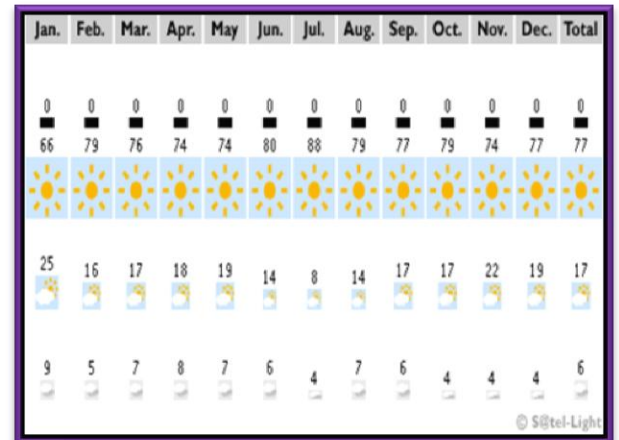 Jan. Feb. Mar. Apr. May Jun. Jul. Aug. Sep. Oct. Nov. Dec. Total
0 0 0 0 0 0 0 0 0 0 0 0 0
66 79 76 74 74 80 88 79 77 79 74 77 77
25 16 17 18 19 14 8 14 17 17 22 19 17
9 5 7 8 7 6 4 7 6 4 4 4 6
© S@tel-Light